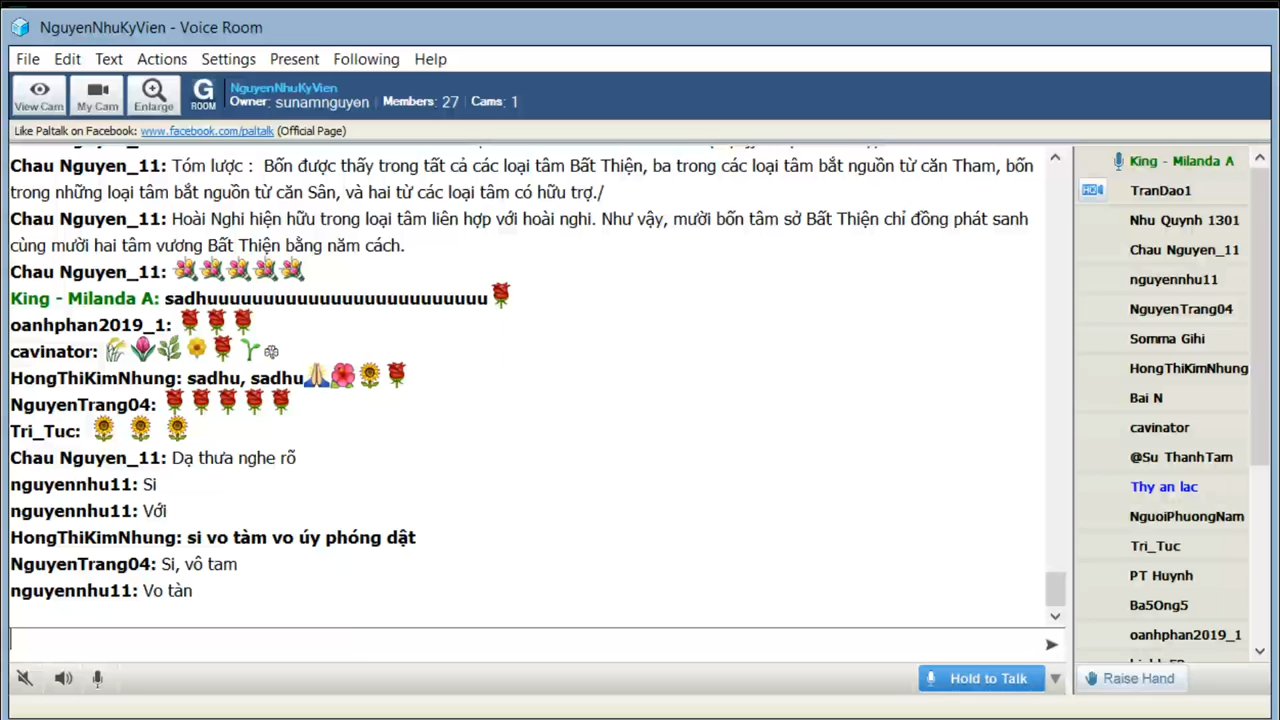 NguyenNhuKyVien - Voice Room
File Edit Text Actions Settings Present Following Help
View Cam My Cam Enlarge G ROOM
NguyenNhuKyVien
Owner: sunamnguyen Members: 27 Cams: 1
Like Paltalk on Facebook: www.facebook.com/paltalk (Official Page)
Chau Nguyen_11: Tóm lược : Bốn được thấy trong tất cả các loại tâm Bất Thiện, ba trong các loại tâm bắt nguồn từ căn Tham, bốn
trong những loại tâm bắt nguồn từ căn Sân, và hai từ các loại tâm có hữu trợ./
Chau Nguyen_11: Hoài Nghi hiện hữu trong loại tâm liên hợp với hoài nghi. Như vậy, mười bốn tâm sở Bất Thiện chỉ đồng phát sanh
cùng mười hai tâm vương Bất Thiện bằng năm cách.
Chau Nguyen_11:
King - Milanda A: sadhuuuuuuuuuuuuuuuuuuuuuuuuu
oanhphan2019_1:
cavinator:
HongThiKimNhung: sadhu, sadhu
NguyenTrang04:
Tri_Tuc:
Chau Nguyen_11: Dạ thưa nghe rõ
nguyennhu11: Si
nguyennhu11: Với
HongThiKimNhung: si vo tàm vo úy phóng dật
NguyenTrang04: Si, vô tam
nguyennhu11: Vo tàn
King - Milanda A
HD
TranDao1
Nhu Quynh 1301
Chau Nguyen_11
nguyennhu11
NguyenTrang04
Somma Gihi
HongThiKimNhung
Bai N
cavinator
@Su ThanhTam
Thy an lac
NguoiPhuongNam
Tri_Tuc
PT Huynh
Ba5Ong5
oanhphan2019_1
Hold to Talk
Raise Hand